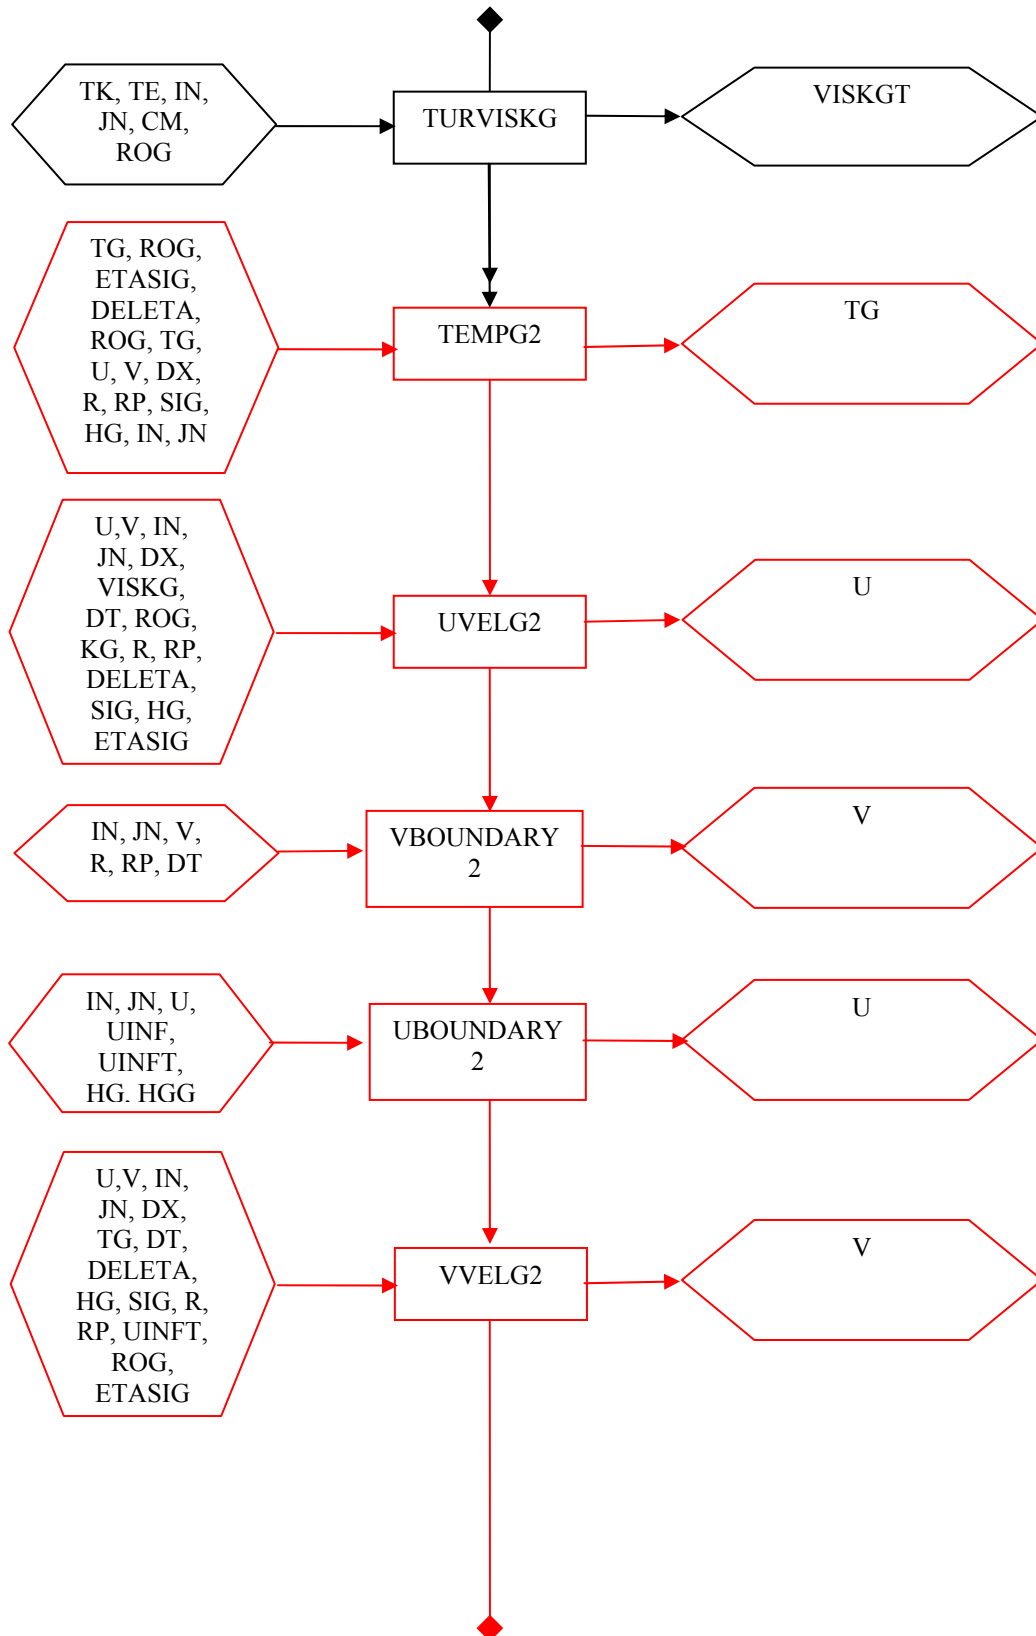 TK, TE, IN,
JN, CM,
ROG
TURVISKG
VISKGT
TG, ROG,
ETASIG,
DELETA,
ROG, TG,
U, V, DX,
R, RP, SIG,
HG, IN, JN
TEMPG2
TG
U,V, IN,
JN, DX,
VISKG,
DT, ROG,
KG, R, RP,
DELETA,
SIG, HG,
ETASIG
UVELG2
U
IN, JN, V,
R, RP, DT
VBOUNDARY
2
V
IN, JN, U,
UINF,
UINFT,
HG, HGG
UBOUNDARY
2
U
U,V, IN,
JN, DX,
TG, DT,
DELETA,
HG, SIG, R,
RP, UINFT,
ROG,
ETASIG
VVELG2
V